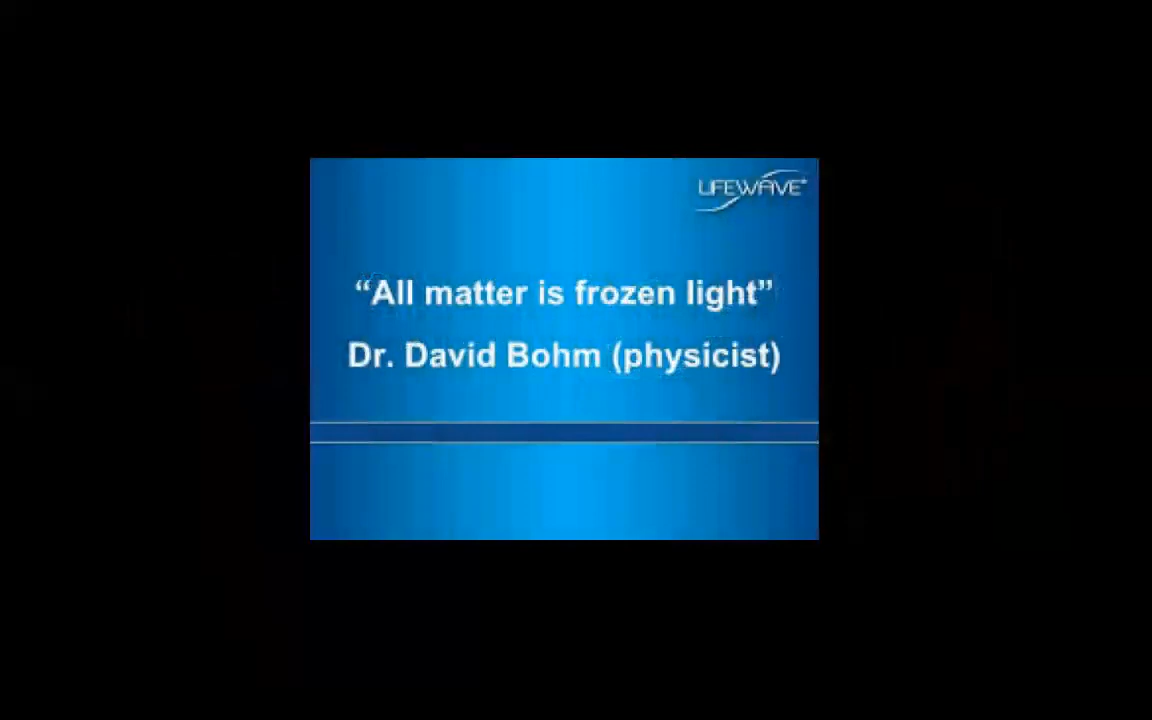 LIFEWAVE
“All matter is frozen light”
Dr. David Bohm (physicist)